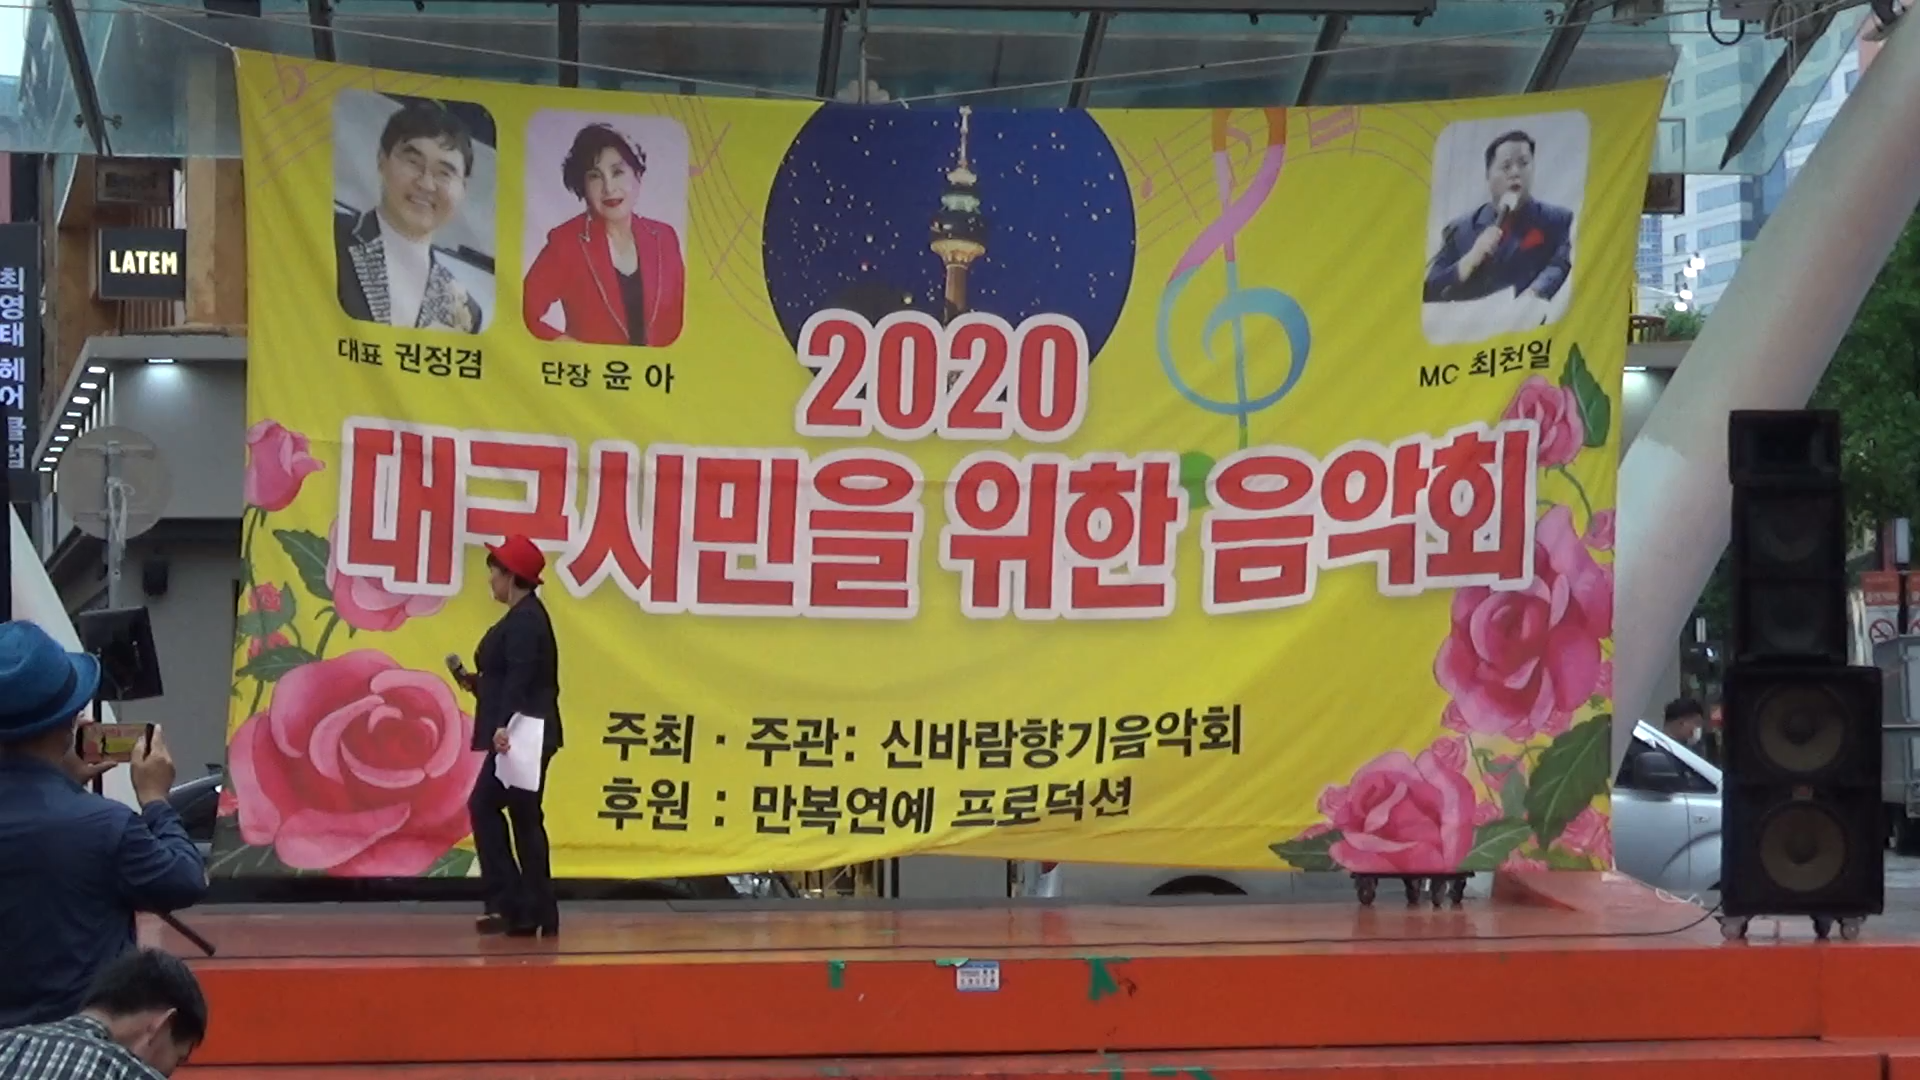 LATEM
최영태 헤어 클럽
대표 권정겸
단장 윤 아
MC 최천일
2020
대구시민을 위한 음악회
주최 · 주관: 신바람향기음악회
후원 : 만복연예 프로덕션